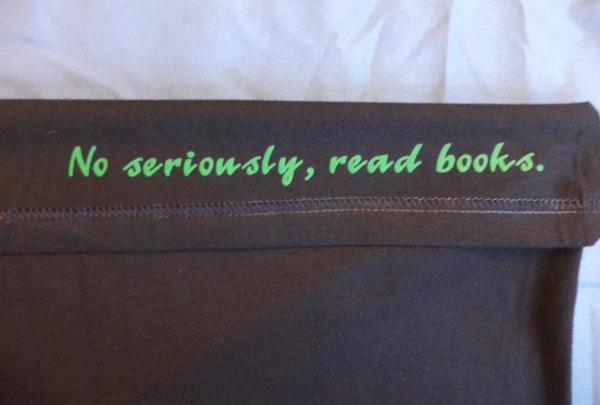 No seriously, read books.